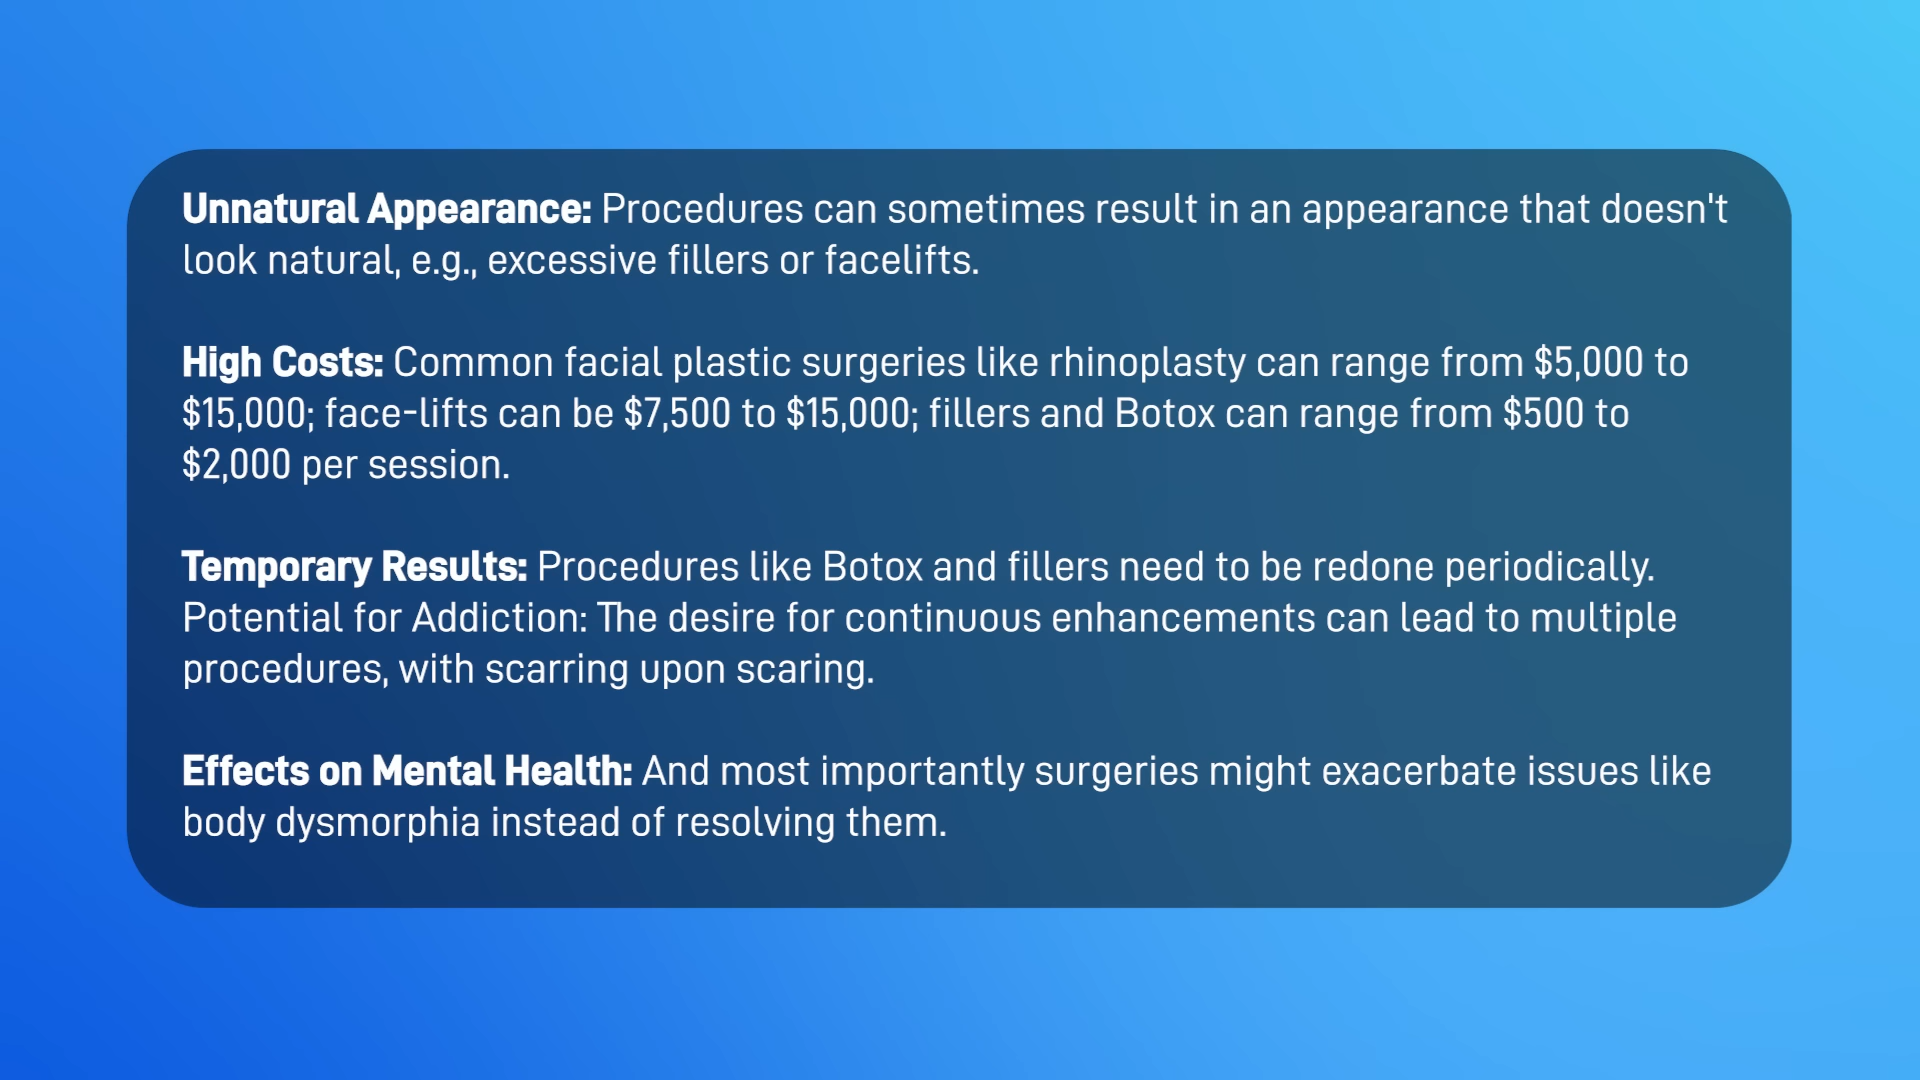 Unnatural Appearance: Procedures can sometimes result in an appearance that doesn't
look natural, e.g., excessive fillers or facelifts.
High Costs: Common facial plastic surgeries like rhinoplasty can range from $5,000 to
$15,000; face-lifts can be $7,500 to $15,000; fillers and Botox can range from $500 to
$2,000 per session.
Temporary Results: Procedures like Botox and fillers need to be redone periodically.
Potential for Addiction: The desire for continuous enhancements can lead to multiple
procedures, with scarring upon scaring.
Effects on Mental Health: And most importantly surgeries might exacerbate issues like
body dysmorphia instead of resolving them.